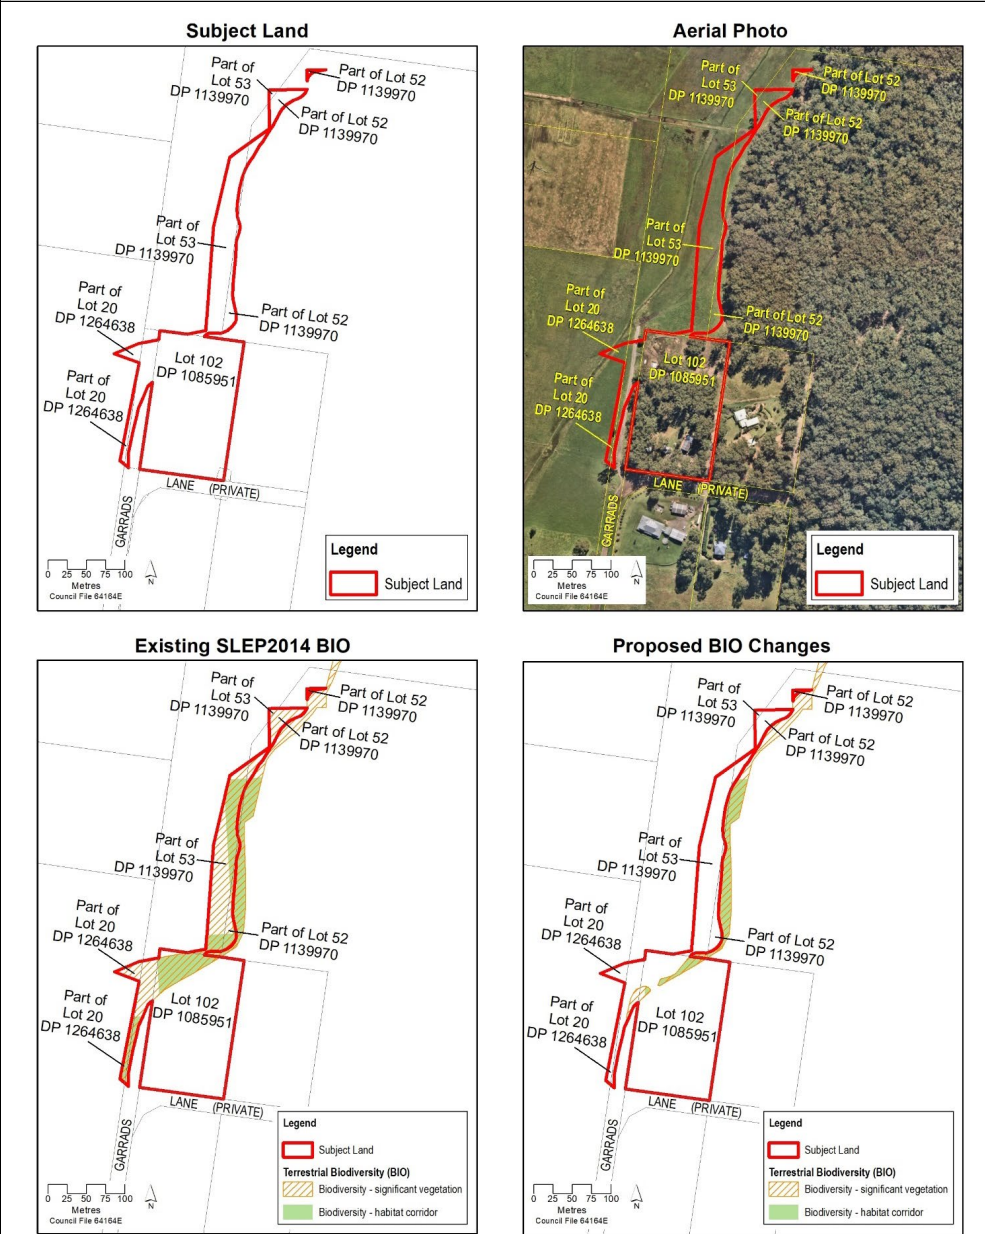 Subject Land
Part of
Lot 53
DP 1139970
Part of Lot 52
DP 1139970
Part of Lot 52
DP 1139970
Part of
Lot 53
DP 1139970
Part of Lot 52
DP 1139970
Part of
Lot 20
DP 1264638
Lot 102
DP 1085951
Part of
Lot 20
DP 1264638
LANE (PRIVATE)
GARRADS
0 25 50 75 100
Metres
Council File 64164E
N
Legend
Subject Land
Aerial Photo
Part of
Lot 53
DP 1139970
Part of Lot 52
DP 1139970
Part of Lot 52
DP 1139970
Part of
Lot 53
DP 1139970
Part of Lot 52
DP 1139970
Part of
Lot 20
DP 1264638
Lot 102
DP 1085951
Part of
Lot 20
DP 1264638
LANE (PRIVATE)
GARRADS
0 25 50 75 100
Metres
Council File 64164E
N
Legend
Subject Land
Existing SLEP2014 BIO
Part of
Lot 53
DP 1139970
Part of Lot 52
DP 1139970
Part of Lot 52
DP 1139970
Part of
Lot 53
DP 1139970
Part of Lot 52
DP 1139970
Part of
Lot 20
DP 1264638
Lot 102
DP 1085951
Part of
Lot 20
DP 1264638
LANE (PRIVATE)
GARRADS
0 25 50 75 100
Metres
Council File 64164E
N
Legend
Subject Land
Terrestrial Biodiversity (BIO)
Biodiversity - significant vegetation
Biodiversity - habitat corridor
Proposed BIO Changes
Part of
Lot 53
DP 1139970
Part of Lot 52
DP 1139970
Part of Lot 52
DP 1139970
Part of
Lot 53
DP 1139970
Part of Lot 52
DP 1139970
Part of
Lot 20
DP 1264638
Lot 102
DP 1085951
Part of
Lot 20
DP 1264638
LANE (PRIVATE)
GARRADS
0 25 50 75 100
Metres
Council File 64164E
N
Legend
Subject Land
Terrestrial Biodiversity (BIO)
Biodiversity - significant vegetation
Biodiversity - habitat corridor